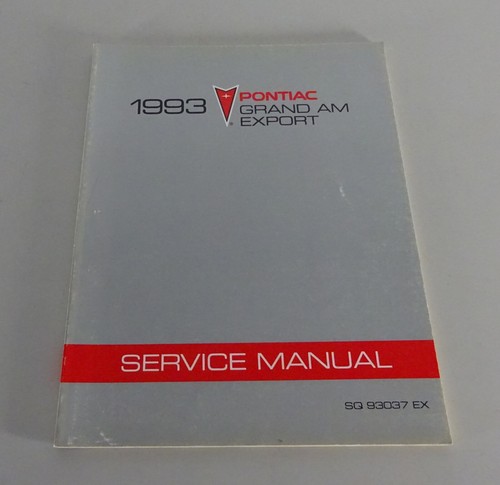 1993 PONTIAC
GRAND AM
EXPORT
SERVICE MANUAL
SQ 93037 EX